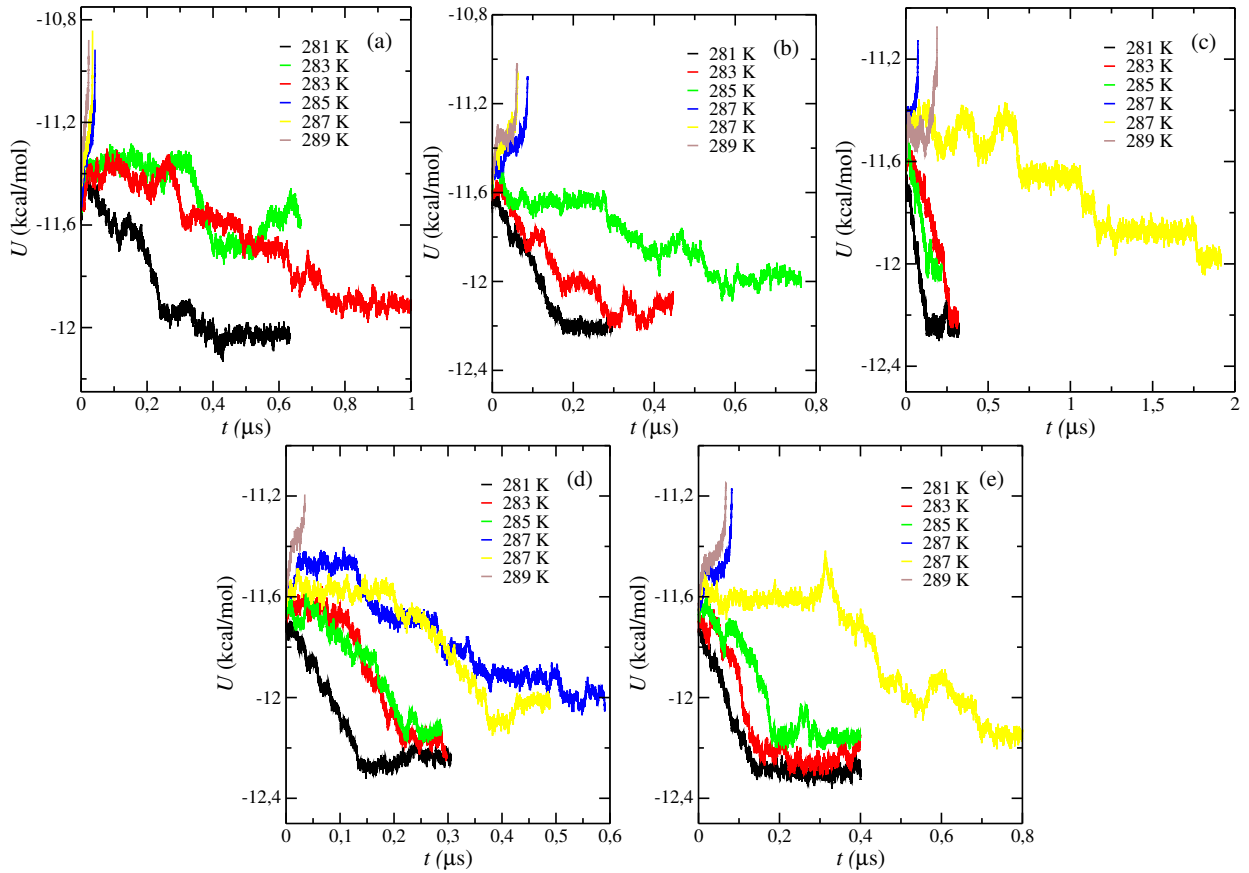 (a)
281 K
283 K
283 K
285 K
287 K
289 K
-10,8
-11,2
-11,6
-12
U (kcal/mol)
0
0,2
0,4
0,6
0,8
1
t (μs)
(b)
281 K
283 K
285 K
287 K
287 K
289 K
-10,8
-11,2
-11,6
-12
-12,4
U (kcal/mol)
0
0,2
0,4
0,6
0,8
t (μs)
(c)
281 K
283 K
285 K
287 K
287 K
289 K
-11,2
-11,6
-12
-12,4
U (kcal/mol)
0
0,5
1
1,5
2
t (μs)
(d)
281 K
283 K
285 K
287 K
287 K
289 K
-11,2
-11,6
-12
-12,4
U (kcal/mol)
0
0,1
0,2
0,3
0,4
0,5
0,6
t (μs)
(e)
281 K
283 K
285 K
287 K
287 K
289 K
-11,2
-11,6
-12
-12,4
U (kcal/mol)
0
0,2
0,4
0,6
0,8
t (μs)